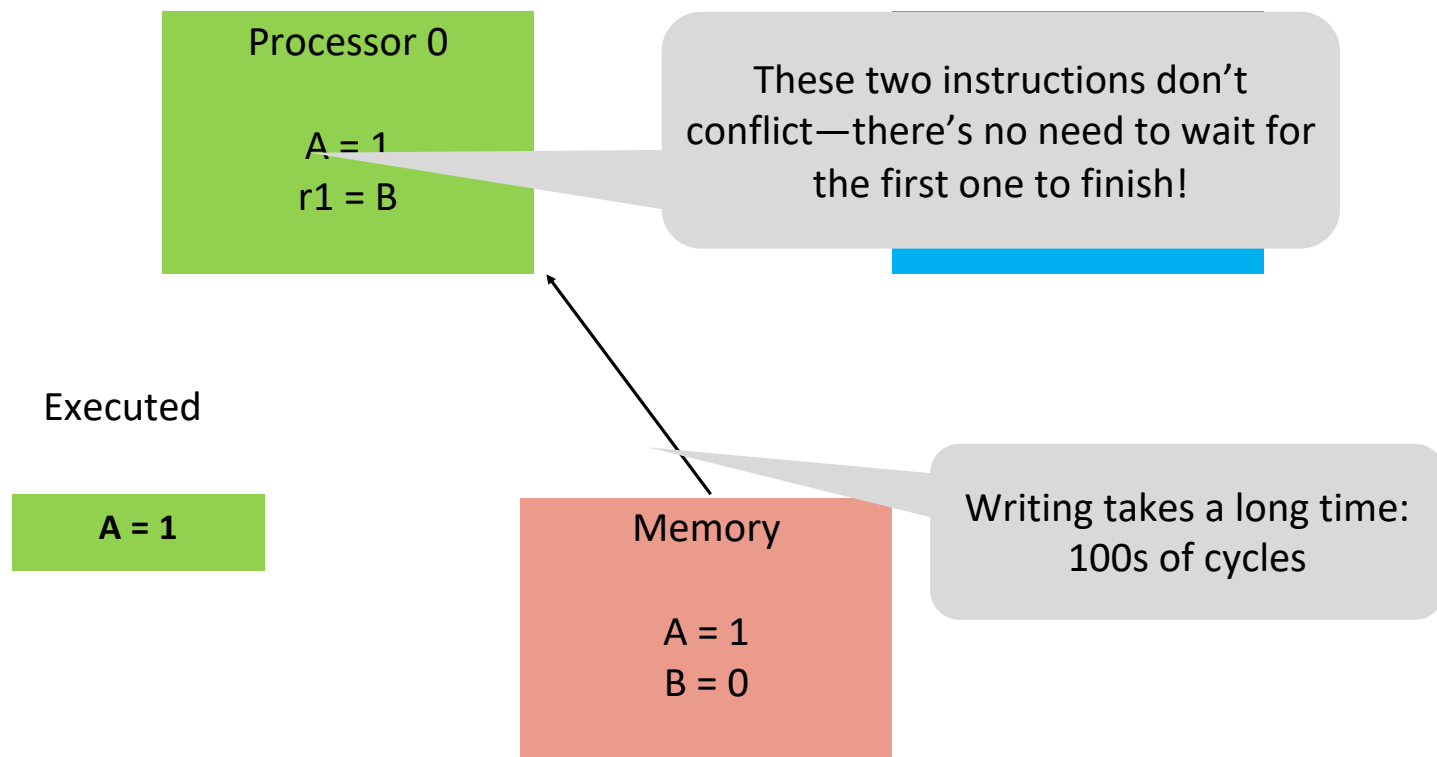 Processor 0
A = 1
r1 = B
These two instructions don’t
conflict—there’s no need to wait for
the first one to finish!
Executed
A = 1
Memory
A = 1
B = 0
Writing takes a long time:
100s of cycles